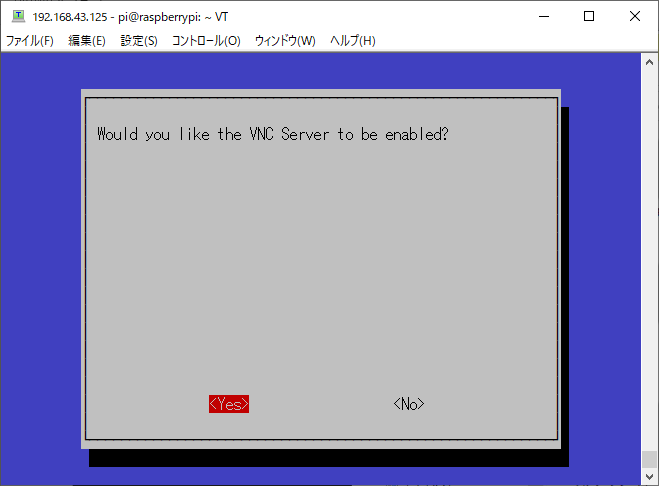 192.168.43.125 - pi@raspberrypi: ~ VT
ファイル(F) 編集(E) 設定(S) コントロール(O) ウィンドウ(W) ヘルプ(H)
Would you like the VNC Server to be enabled?
<Yes> <No>